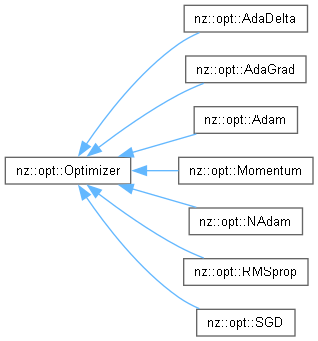 nz::opt::AdaDelta
nz::opt::AdaGrad
nz::opt::Adam
nz::opt::Optimizer
nz::opt::Momentum
nz::opt::NAdam
nz::opt::RMSprop
nz::opt::SGD